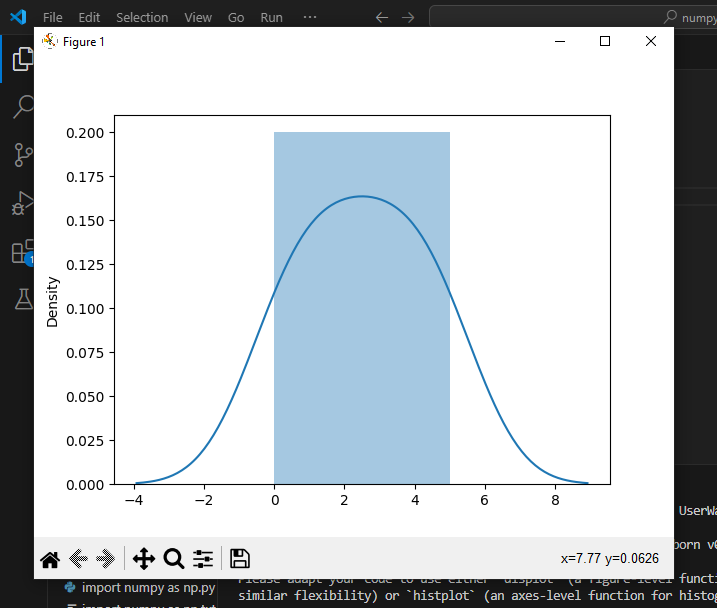 File Edit Selection View Go Run ··· numpy
Figure 1
0.200
0.175
0.150
0.125
0.100
0.075
0.050
0.025
0.000
Density
−4 −2 0 2 4 6 8
1
x=7.77 y=0.0626
import numpy as np.py
import numpy as np.txt
UserWa
born v0
Please adapt your code to use either `displot` (a figure-level functi
similar flexibility) or `histplot` (an axes-level function for histog